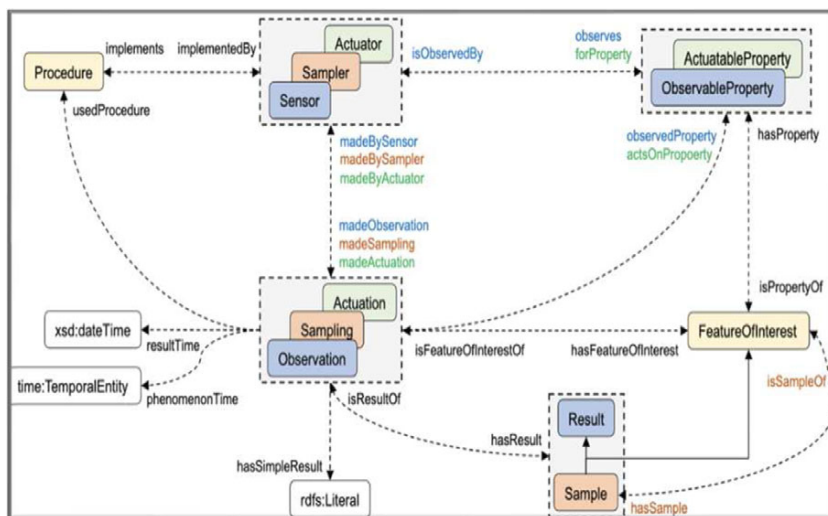 Actuator
implements
implementedBy
isObservedBy
observes
forProperty
ActuatableProperty
Procedure
Sampler
ObservableProperty
Sensor
usedProcedure
madeBySensor
madeBySampler
madeByActuator
observedProperty
actsOnPropoerty
hasProperty
madeObservation
madeSampling
madeActuation
isPropertyOf
Actuation
xsd:dateTime
resultTime
Sampling
Observation
isFeatureOfInterestOf
hasFeatureOfInterest
FeatureOfInterest
time:TemporalEntity
phenomenonTime
isResultOf
isSampleOf
Result
hasResult
hasSimpleResult
rdfs:Literal
Sample
hasSample